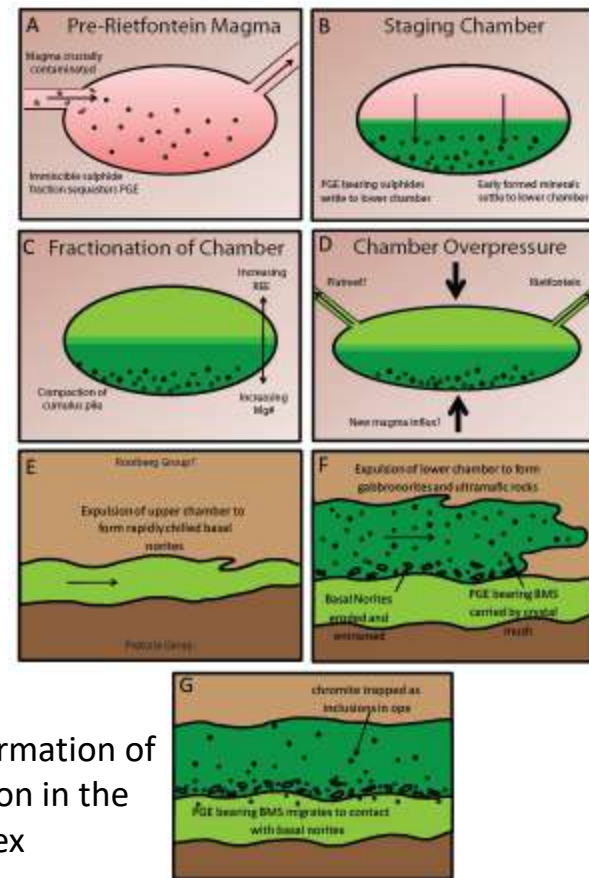 A
Pre-Rietfontein Magma
Magma crustally
contaminated
Immiscible sulphide
fraction sequesters PGE
B
Staging Chamber
PGE bearing sulphides
settle to lower chamber
Early formed minerals
settle to lower chamber
C
Fractionation of Chamber
Increasing
REE
Compaction of
cumulus pile
Increasing
Mg#
D
Chamber Overpressure
Platreef?
Rietfontein
New magma influx?
E
Rooiberg Group?
Expulsion of upper chamber to
form rapidly chilled basal
norites
Pretoria Group
F
Expulsion of lower chamber to form
gabbronorites and ultramafic rocks
Basal Norites
eroded and
entrained
PGE bearing BMS
carried by crystal
mush
G
chromite trapped as
inclusions in opx
PGE bearing BMS migrates to contact
with basal norites
rmation of
on in the
ex